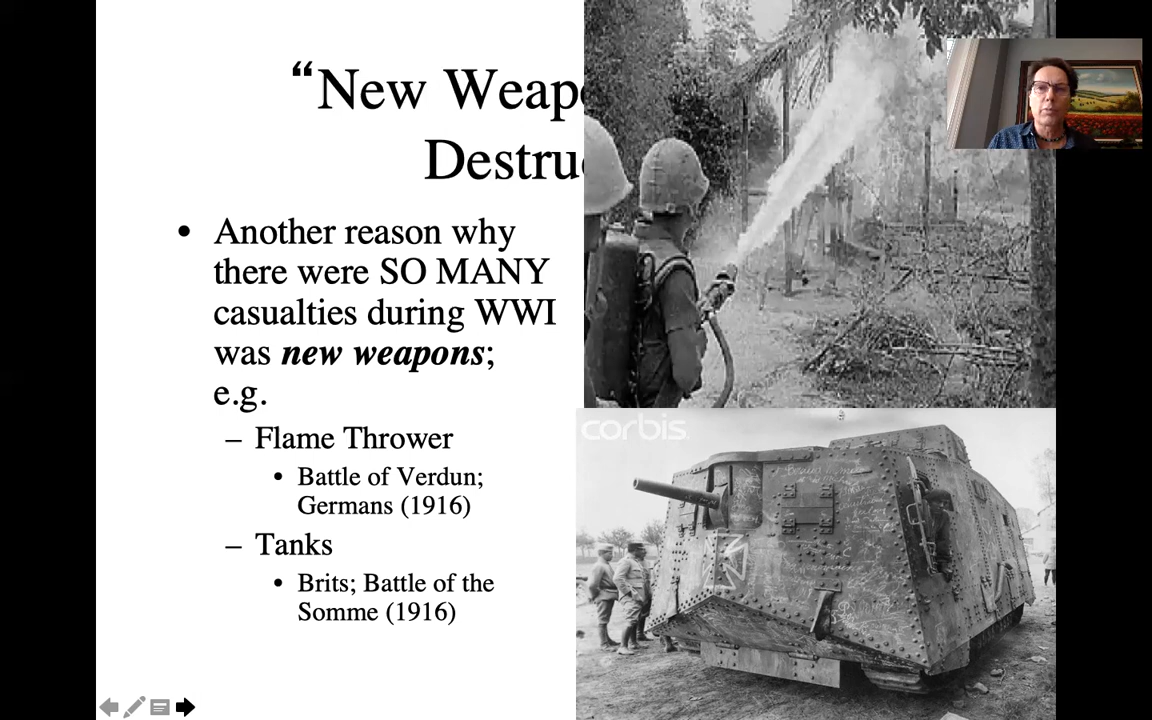 “New Weap
Destru
• Another reason why
there were SO MANY
casualties during WWI
was new weapons;
e.g.
– Flame Thrower
• Battle of Verdun;
Germans (1916)
– Tanks
• Brits; Battle of the
Somme (1916)
corbis.